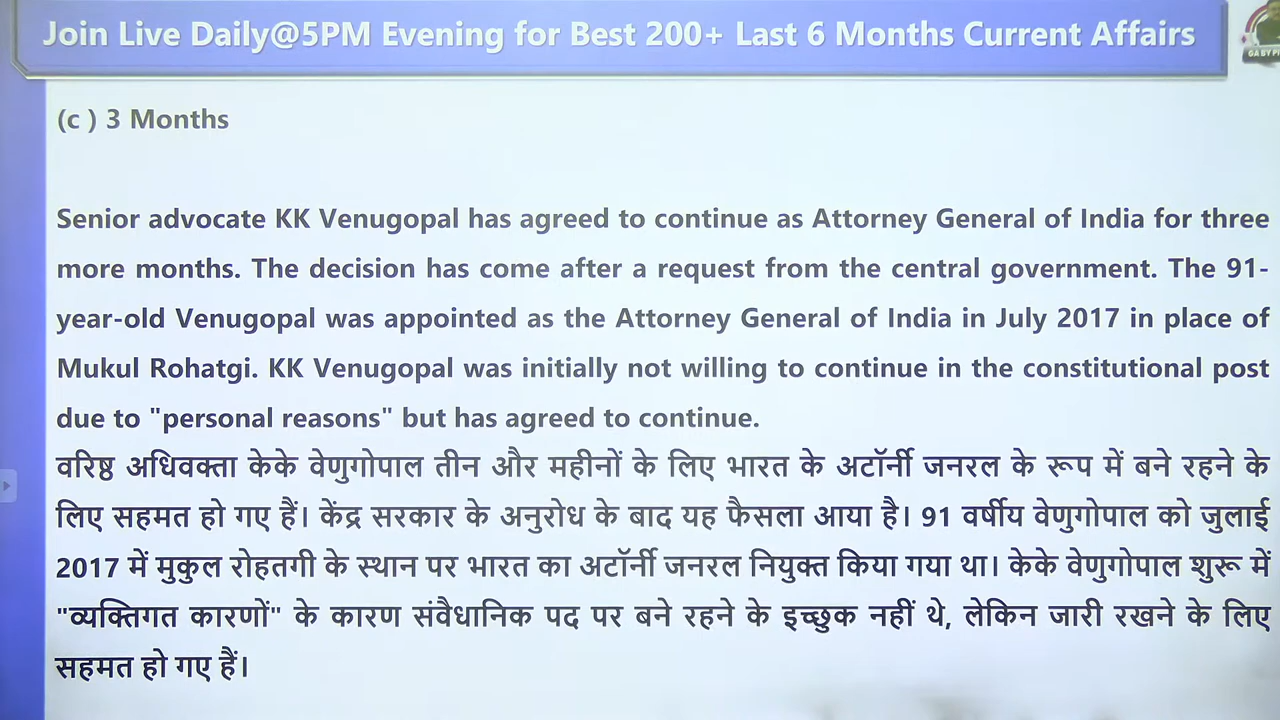 Join Live Daily@5PM Evening for Best 200+ Last 6 Months Current Affairs
(c ) 3 Months
Senior advocate KK Venugopal has agreed to continue as Attorney General of India for three
more months. The decision has come after a request from the central government. The 91-
year-old Venugopal was appointed as the Attorney General of India in July 2017 in place of
Mukul Rohatgi. KK Venugopal was initially not willing to continue in the constitutional post
due to "personal reasons" but has agreed to continue.
वरिष्ठ अधिवक्ता केके वेणुगोपाल तीन और महीनों के लिए भारत के अटॉर्नी जनरल के रूप में बने रहने के
लिए सहमत हो गए हैं। केंद्र सरकार के अनुरोध के बाद यह फैसला आया है। 91 वर्षीय वेणुगोपाल को जुलाई
2017 में मुकुल रोहतगी के स्थान पर भारत का अटॉर्नी जनरल नियुक्त किया गया था। केके वेणुगोपाल शुरू में
"व्यक्तिगत कारणों" के कारण संवैधानिक पद पर बने रहने के इच्छुक नहीं थे, लेकिन जारी रखने के लिए
सहमत हो गए हैं।